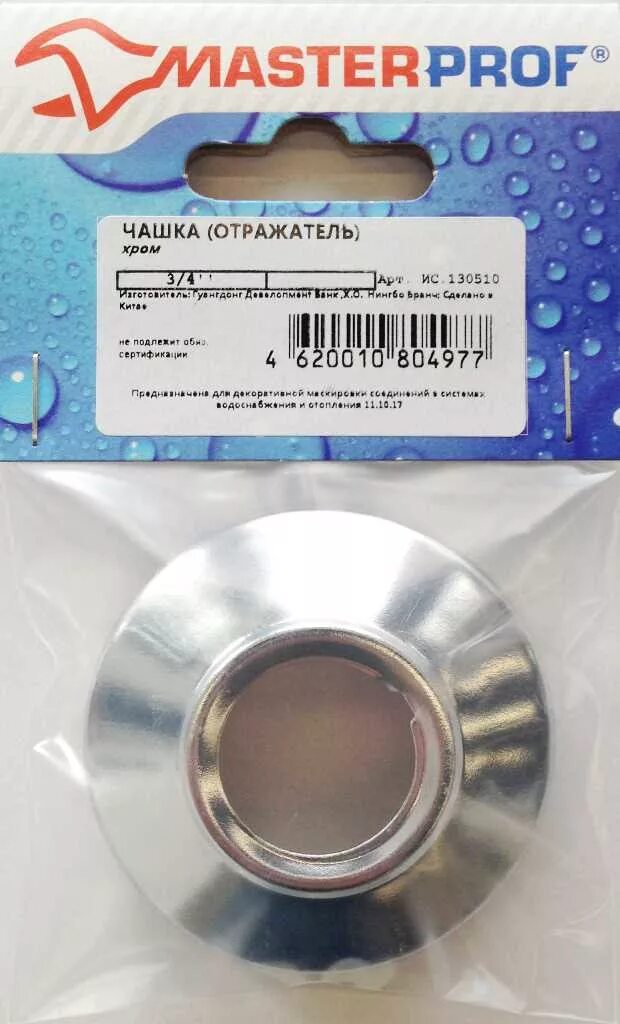 MASTERPROF®
ЧАШКА (ОТРАЖАТЕЛЬ)
хром
3/4'' Арт. ИС.130510
Изготовитель: Гуангдонг Девелопмент Банк ,Х.О. Нингбо Бранч; Сделано в
Китае
не подлежит обяз.
сертификации
4 620010 804977
Предназначена для декоративной маскировки соединений в системах
водоснабжения и отопления 11.10.17